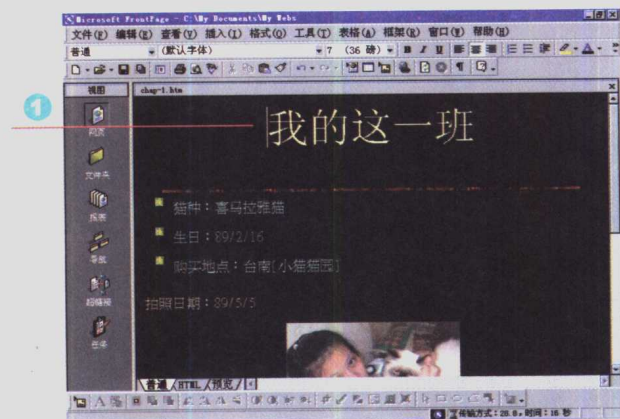 Microsoft FrontPage - C:\My Documents\My Webs
文件(F) 编辑(E) 查看(V) 插入(I) 格式(O) 工具(T) 表格(A) 框架(R) 窗口(W) 帮助(H)
普通 (默认字体) 7 (36 磅) B I U
视图 chap-1.htm
1
网页
我的这一班
文件夹
报表
猫种：喜马拉雅猫
生日：89/2/16
导航
购买地点：台南[小猫猫园]
超链接
拍照日期：89/5/5
任务
普通 HTML 预览
工传输方式：28.8，时间：16 秒